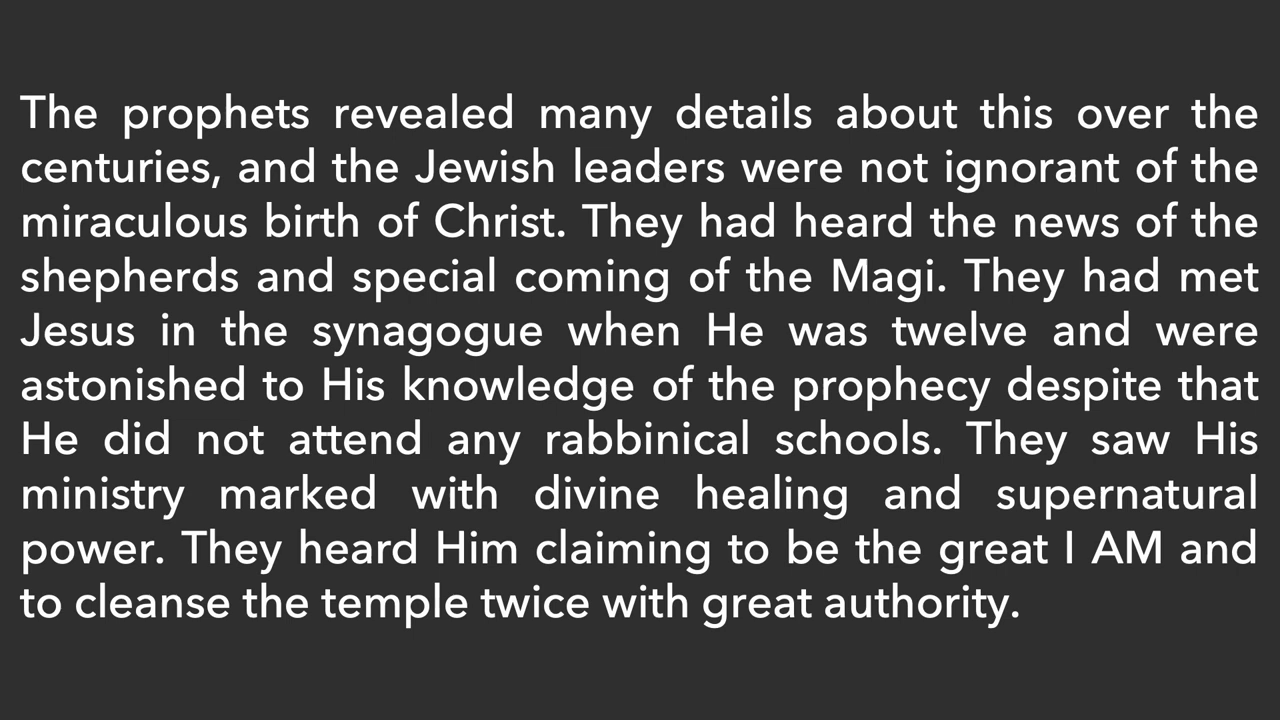 The prophets revealed many details about this over the
centuries, and the Jewish leaders were not ignorant of the
miraculous birth of Christ. They had heard the news of the
shepherds and special coming of the Magi. They had met
Jesus in the synagogue when He was twelve and were
astonished to His knowledge of the prophecy despite that
He did not attend any rabbinical schools. They saw His
ministry marked with divine healing and supernatural
power. They heard Him claiming to be the great I AM and
to cleanse the temple twice with great authority.